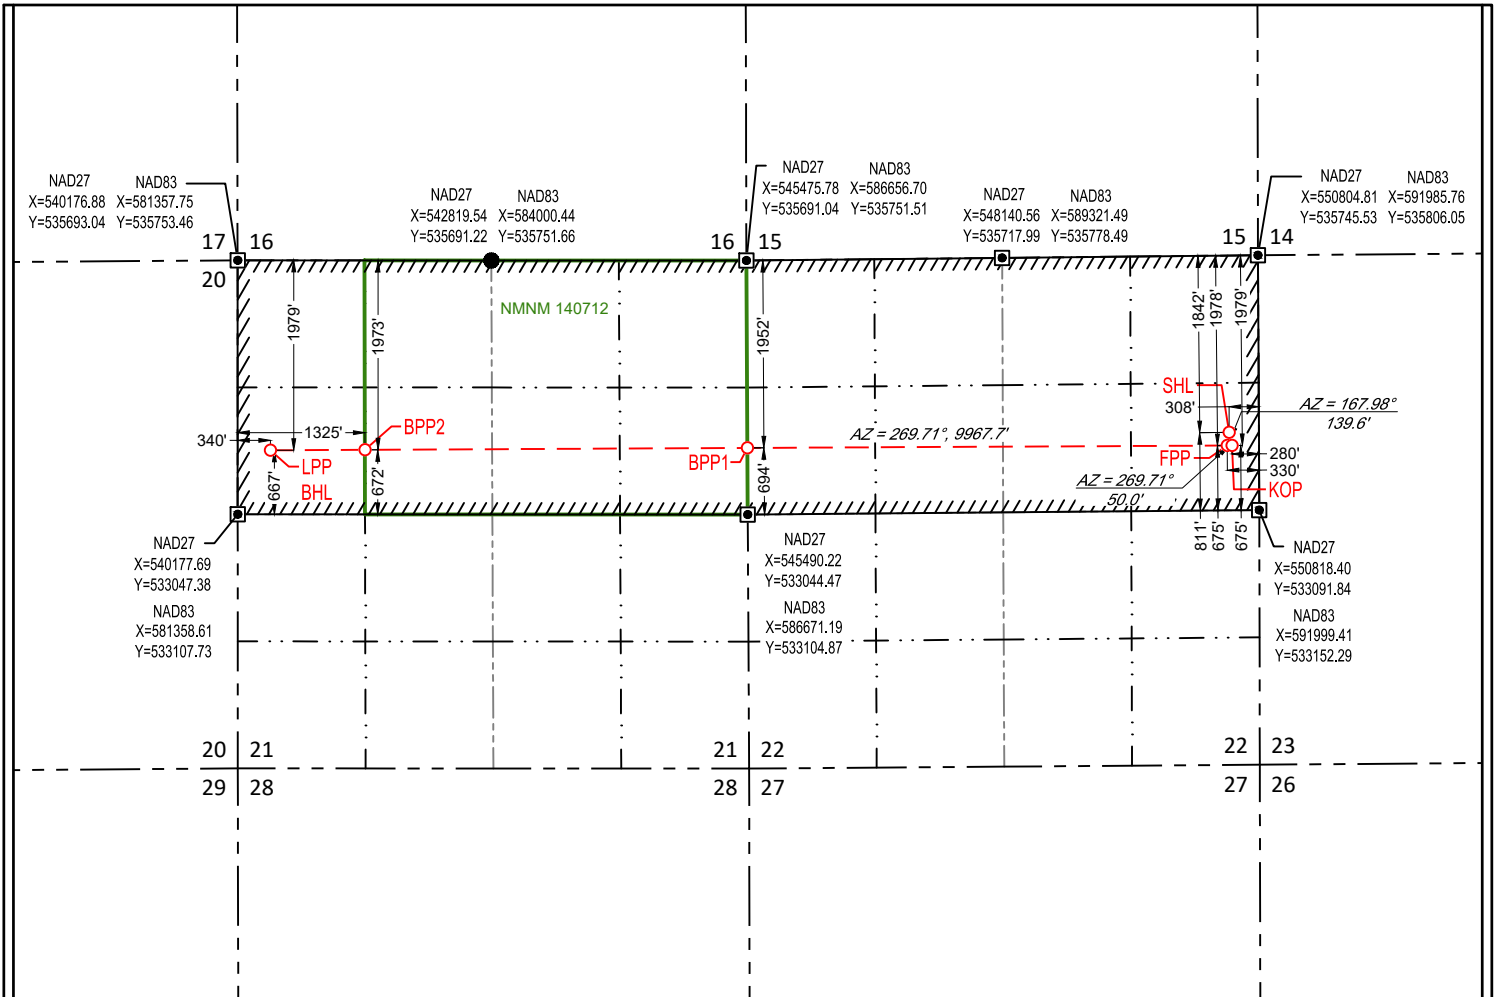 NAD27 NAD83
X=540176.88 X=581357.75
Y=535693.04 Y=535753.46
NAD27 NAD83
X=542819.54 X=584000.44
Y=535691.22 Y=535751.66
NAD27 NAD83
X=545475.78 X=586656.70
Y=535691.04 Y=535751.51
NAD27 NAD83
X=548140.56 X=589321.49
Y=535717.99 Y=535778.49
NAD27 NAD83
X=550804.81 X=591985.76
Y=535745.53 Y=535806.05
17 16
20
16 15
15 14
NMNM 140712
1979'
1973'
1952'
1842'
1978'
1979'
SHL
308'
AZ = 167.98°
139.6'
340'
1325'
BPP2
AZ = 269.71°, 9967.7'
BPP1
FPP
280'
330'
KOP
LPP
BHL
667'
672'
694'
AZ = 269.71°
50.0'
811'
675'
675'
NAD27
X=540177.69
Y=533047.38
NAD83
X=581358.61
Y=533107.73
NAD27
X=545490.22
Y=533044.47
NAD83
X=586671.19
Y=533104.87
NAD27
X=550818.40
Y=533091.84
NAD83
X=591999.41
Y=533152.29
20 21
29 28
21 22
28 27
22 23
27 26